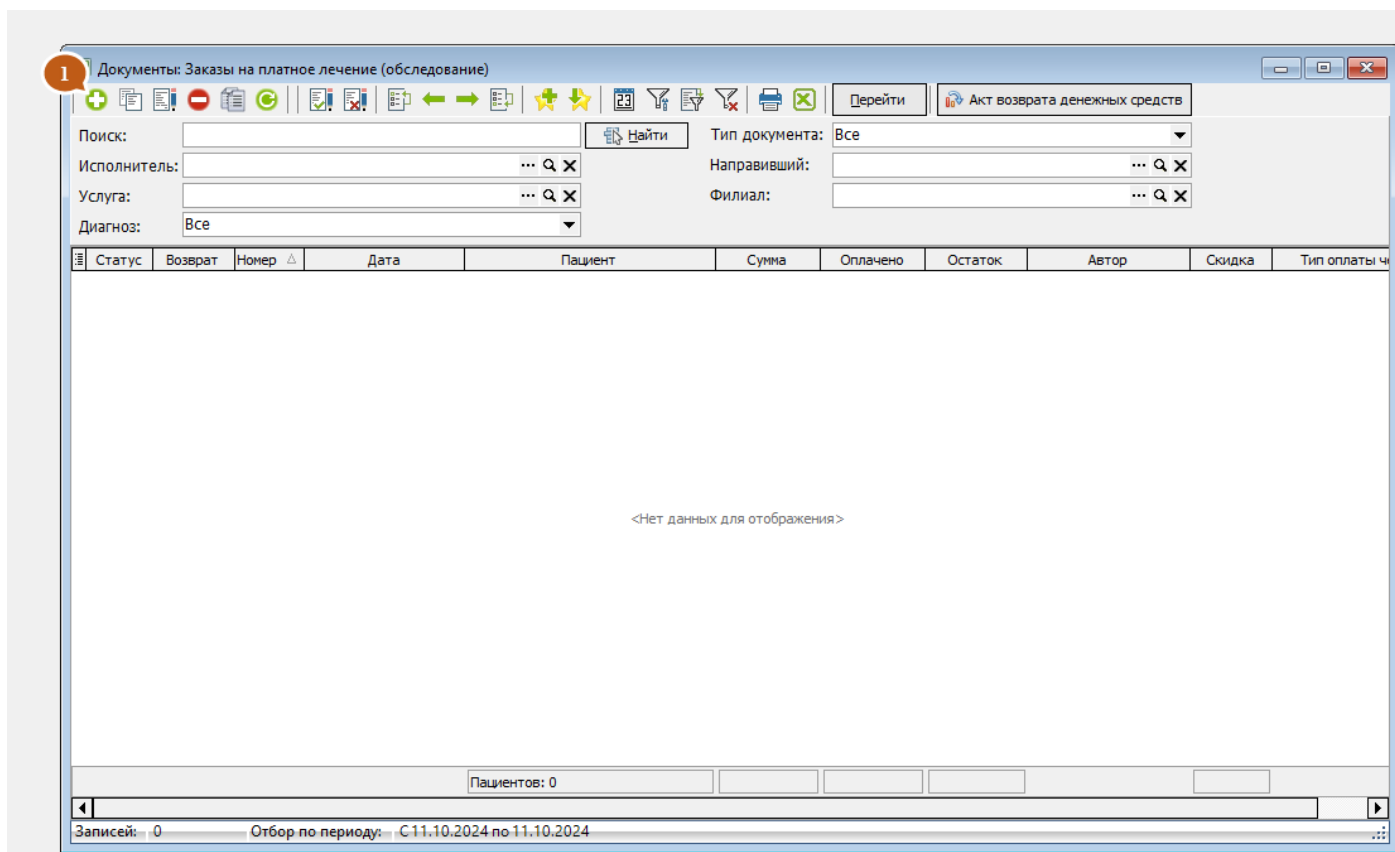 1
Документы: Заказы на платное лечение (обследование)
23 Перейти Акт возврата денежных средств
Поиск: Найти Тип документа: Все
Исполнитель: Направивший:
Услуга: Филиал:
Диагноз: Все
Статус Возврат Номер Дата Пациент Сумма Оплачено Остаток Автор Скидка Тип оплаты че
<Нет данных для отображения>
Пациентов: 0
Записей: 0 Отбор по периоду: С 11.10.2024 по 11.10.2024